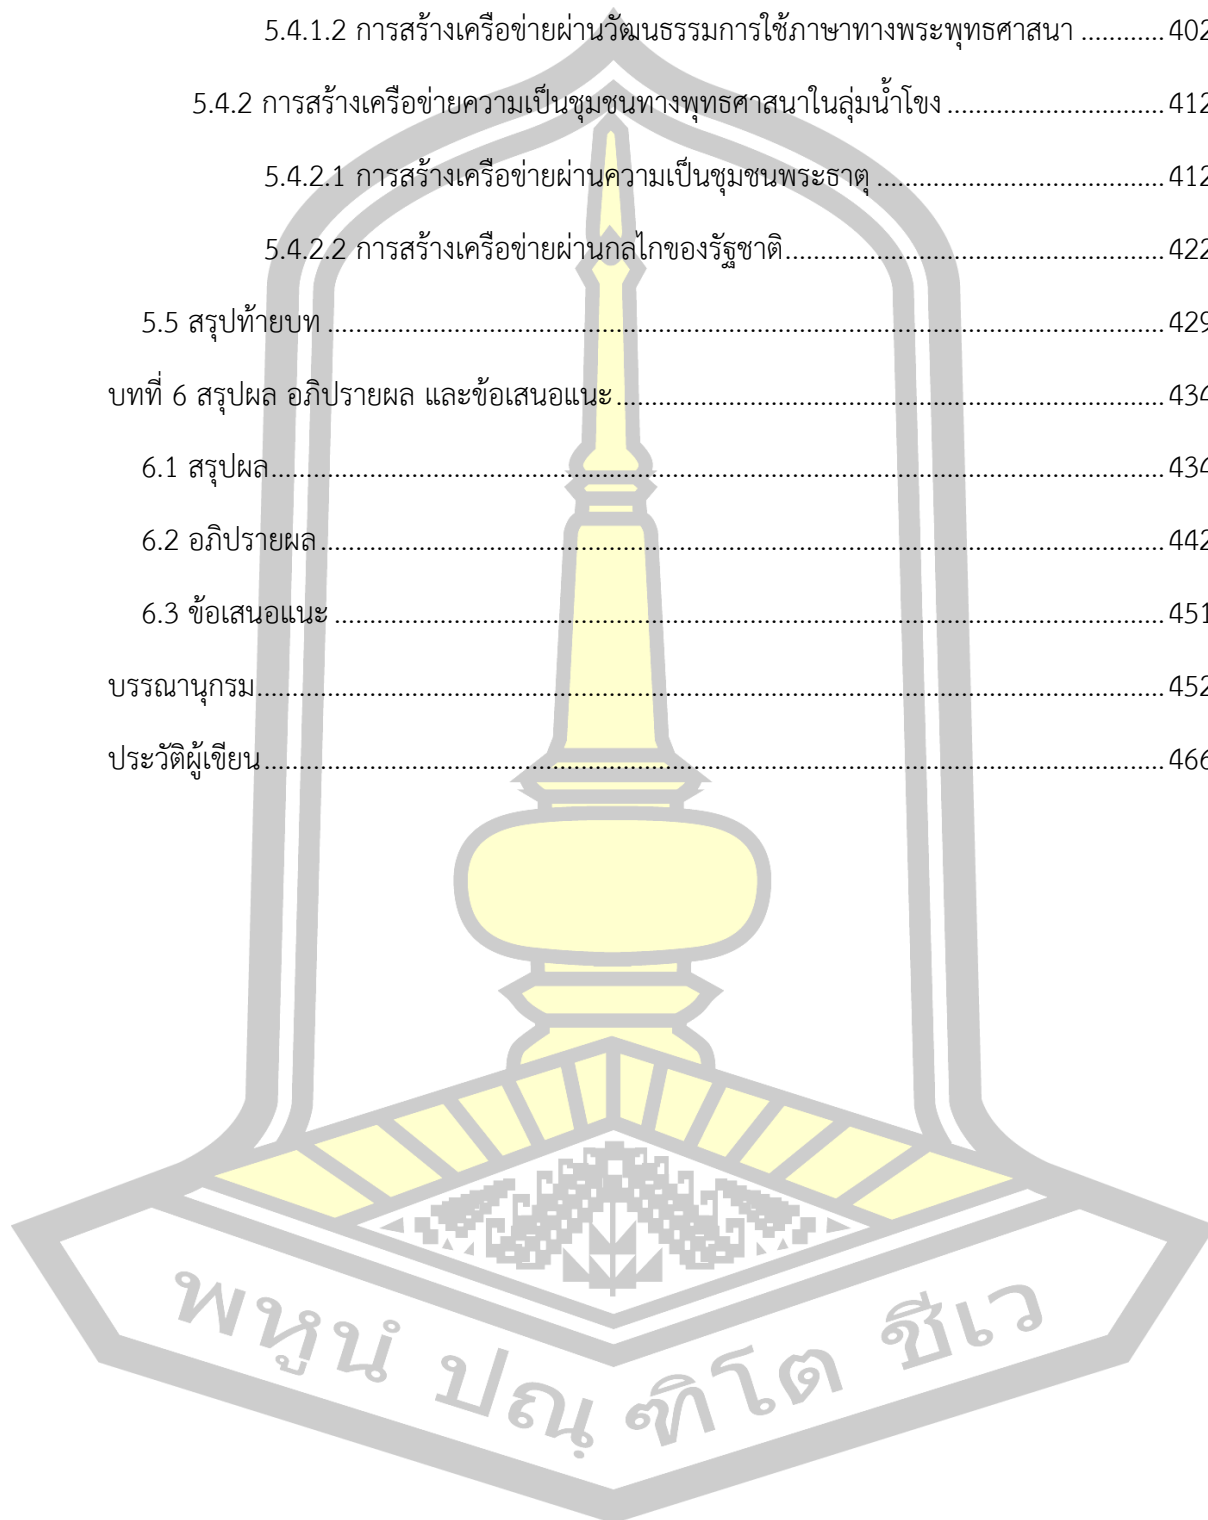 5.4.1.2 การสร้างเครือข่ายผ่านวัฒนธรรมการใช้ภาษาทางพระพุทธศาสนา ............ 402
5.4.2 การสร้างเครือข่ายความเป็นชุมชนทางพุทธศาสนาในลุ่มน้ำโขง ............................ 412
5.4.2.1 การสร้างเครือข่ายผ่านความเป็นชุมชนพระธาตุ ..................................... 412
5.4.2.2 การสร้างเครือข่ายผ่านกลไกของรัฐชาติ................................................. 422
5.5 สรุปท้ายบท ........................................................................................................... 429
บทที่ 6 สรุปผล อภิปรายผล และข้อเสนอแนะ ...................................................................... 434
6.1 สรุปผล.................................................................................................................. 434
6.2 อภิปรายผล ............................................................................................................ 442
6.3 ข้อเสนอแนะ .......................................................................................................... 451
บรรณานุกรม.................................................................................................................... 452
ประวัติผู้เขียน................................................................................................................... 466
พหูนํ ปณฺฑิโต ชีเว